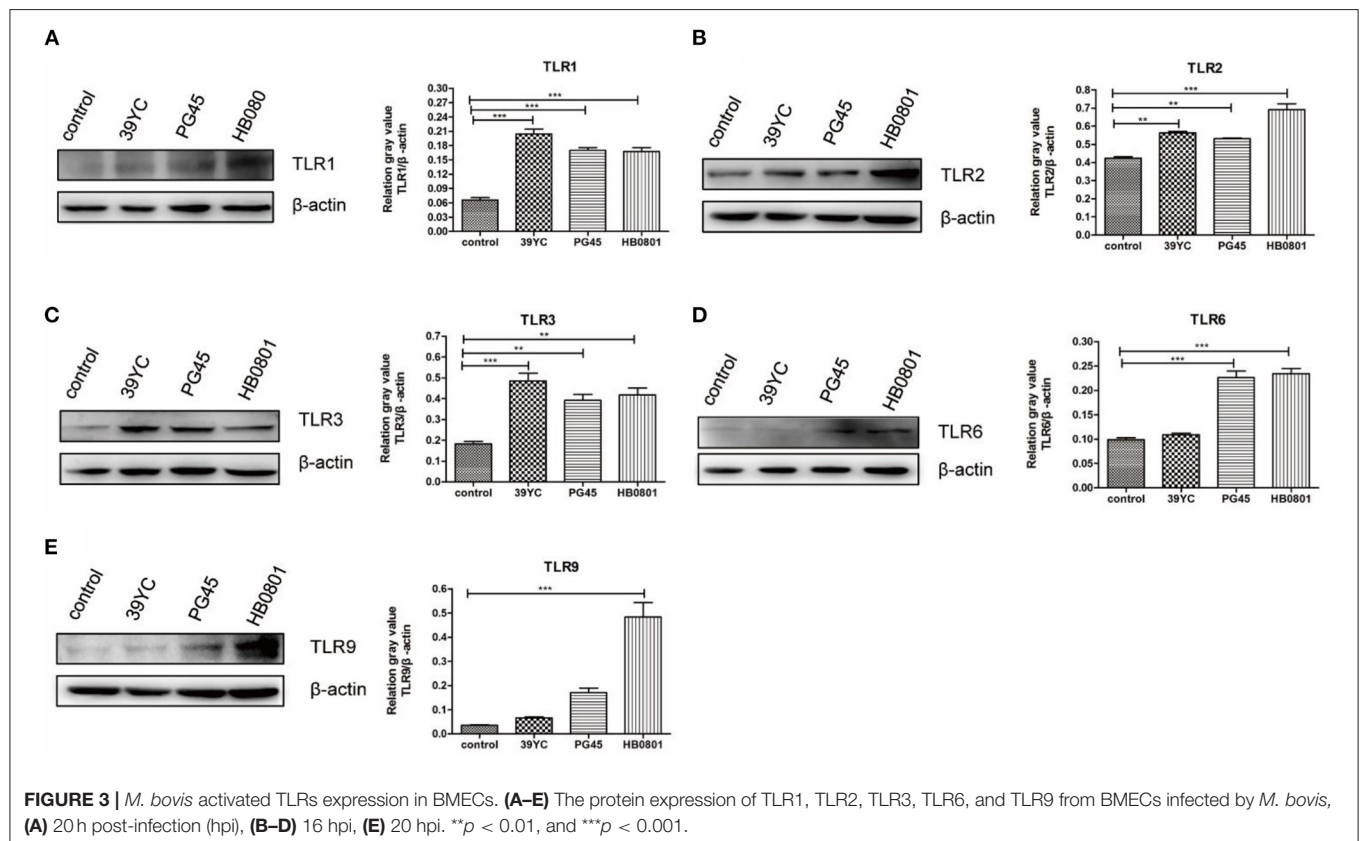 A
control
39YC
PG45
HB080
TLR1
β-actin
TLR1
Relation gray value
TLR1/β-actin
0.30
0.27
0.24
0.21
0.18
0.15
0.12
0.09
0.06
0.03
0.00
***
***
***
control 39YC PG45 HB0801
B
control
39YC
PG45
HB0801
TLR2
β-actin
TLR2
Relation gray value
TLR2/β -actin
0.8
0.7
0.6
0.5
0.4
0.3
0.2
0.1
0.0
***
**
**
control 39YC PG45 HB0801
C
control
39YC
PG45
HB0801
TLR3
β-actin
TLR3
Relation gray value
TLR3/β -actin
0.7
0.6
0.5
0.4
0.3
0.2
0.1
0.0
**
**
***
control 39YC PG45 HB0801
D
control
39YC
PG45
HB0801
TLR6
β-actin
TLR6
Relation gray value
TLR6/β -actin
0.30
0.25
0.20
0.15
0.10
0.05
0.00
***
***
control 39YC PG45 HB0801
E
control
39YC
PG45
HB0801
TLR9
β-actin
TLR9
Relation gray value
TLR9/β-actin
0.6
0.5
0.4
0.3
0.2
0.1
0.0
***
control 39YC PG45 HB0801
FIGURE 3 | M. bovis activated TLRs expression in BMECs. (A–E) The protein expression of TLR1, TLR2, TLR3, TLR6, and TLR9 from BMECs infected by M. bovis,
(A) 20 h post-infection (hpi), (B–D) 16 hpi, (E) 20 hpi. **p < 0.01, and ***p < 0.001.